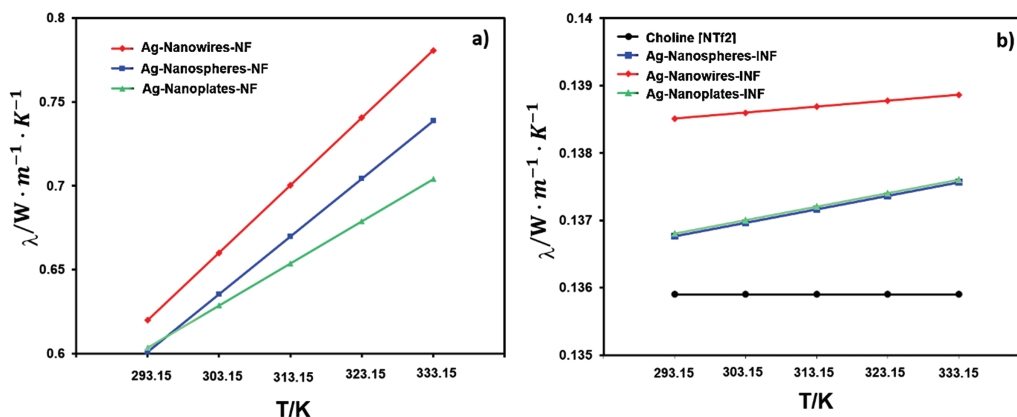 a)
Ag-Nanowires-NF
Ag-Nanospheres-NF
Ag-Nanoplates-NF
λ/W · m⁻¹ · K⁻¹
0.8
0.75
0.7
0.65
0.6
293.15 303.15 313.15 323.15 333.15
T/K
b)
Choline [NTf2]
Ag-Nanospheres-INF
Ag-Nanowires-INF
Ag-Nanoplates-INF
λ/W · m⁻¹ · K⁻¹
0.14
0.139
0.138
0.137
0.136
0.135
293.15 303.15 313.15 323.15 333.15
T/K